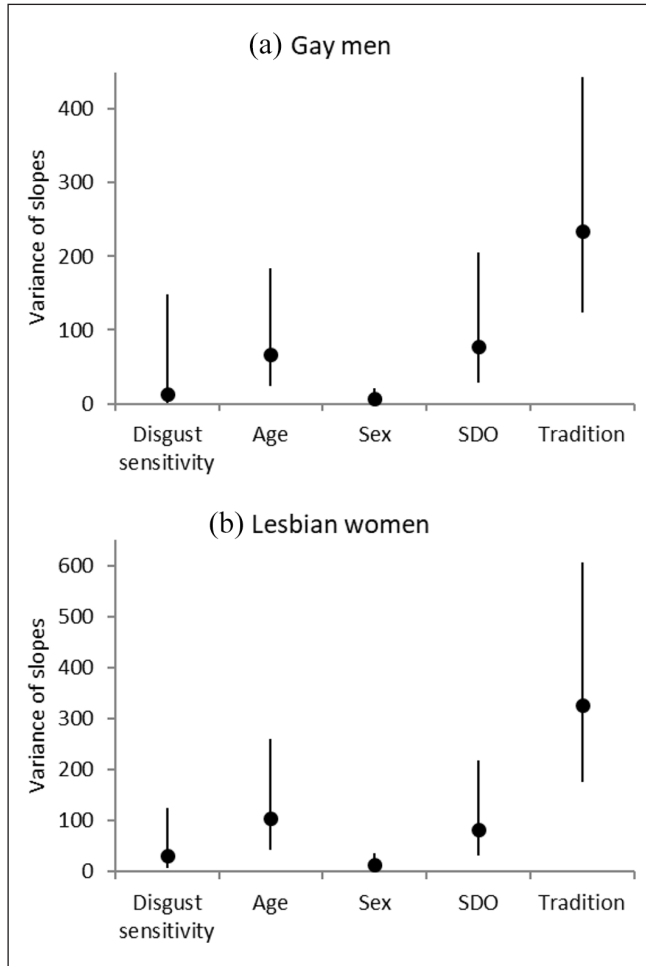 (a) Gay men
Variance of slopes
400
300
200
100
0
Disgust sensitivity
Age
Sex
SDO
Tradition
(b) Lesbian women
Variance of slopes
600
500
400
300
200
100
0
Disgust sensitivity
Age
Sex
SDO
Tradition